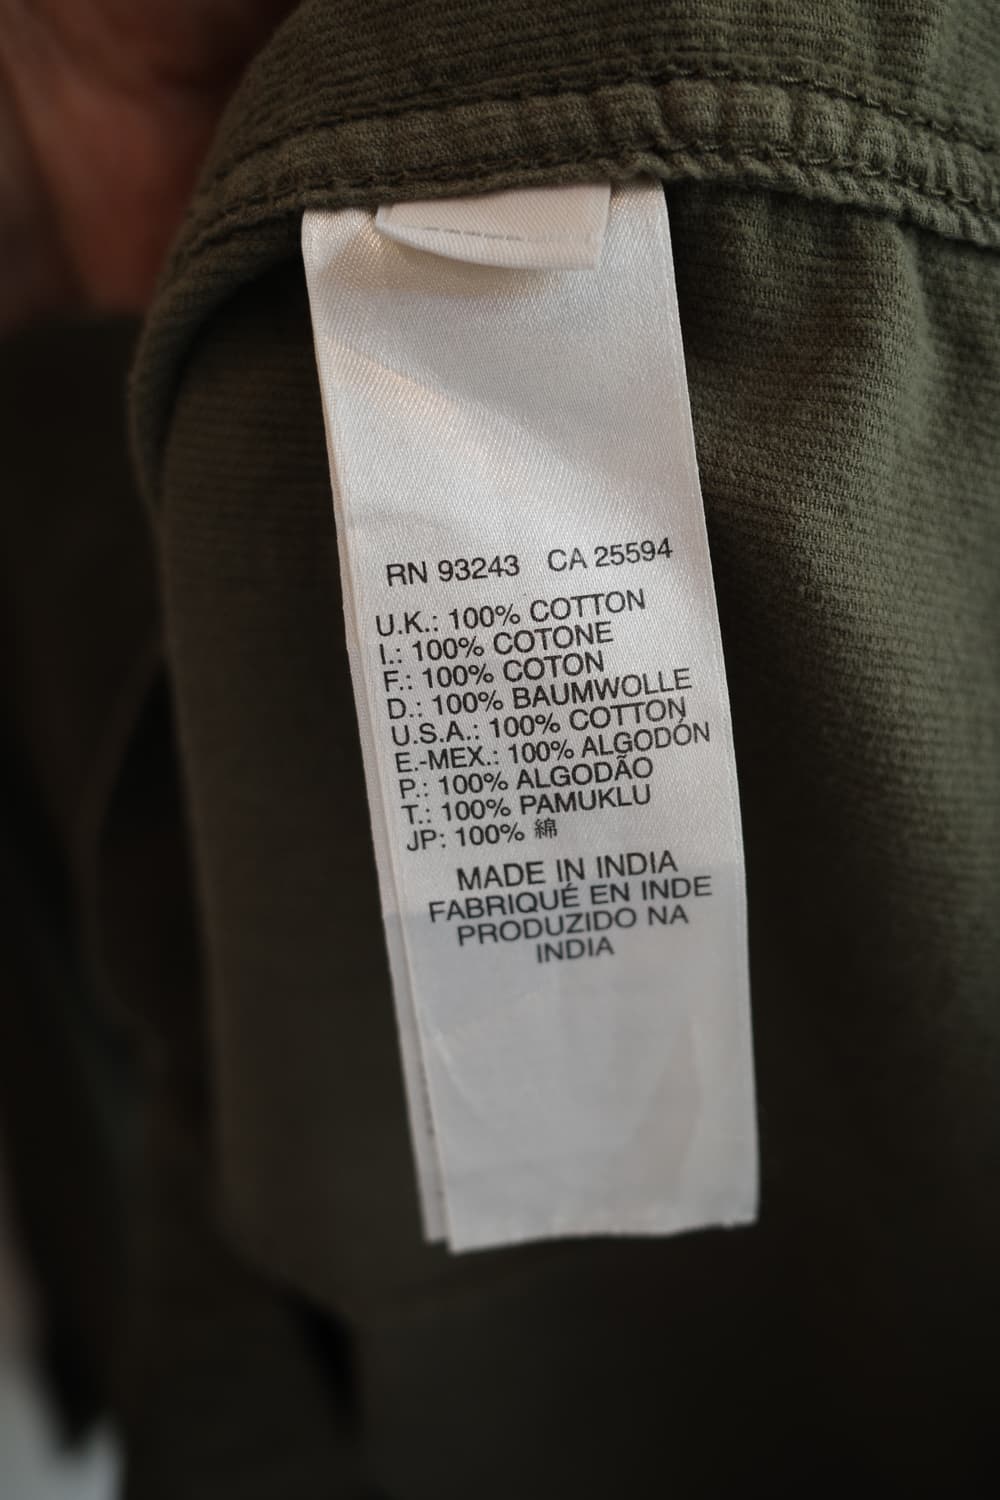 RN 93243 CA 25594
U.K.: 100% COTTON
I.: 100% COTONE
F.: 100% COTON
D.: 100% BAUMWOLLE
U.S.A.: 100% COTTON
E.-MEX.: 100% ALGODÓN
P.: 100% ALGODÃO
T.: 100% PAMUKLU
JP: 100% 綿
MADE IN INDIA
FABRIQUÉ EN INDE
PRODUZIDO NA
INDIA